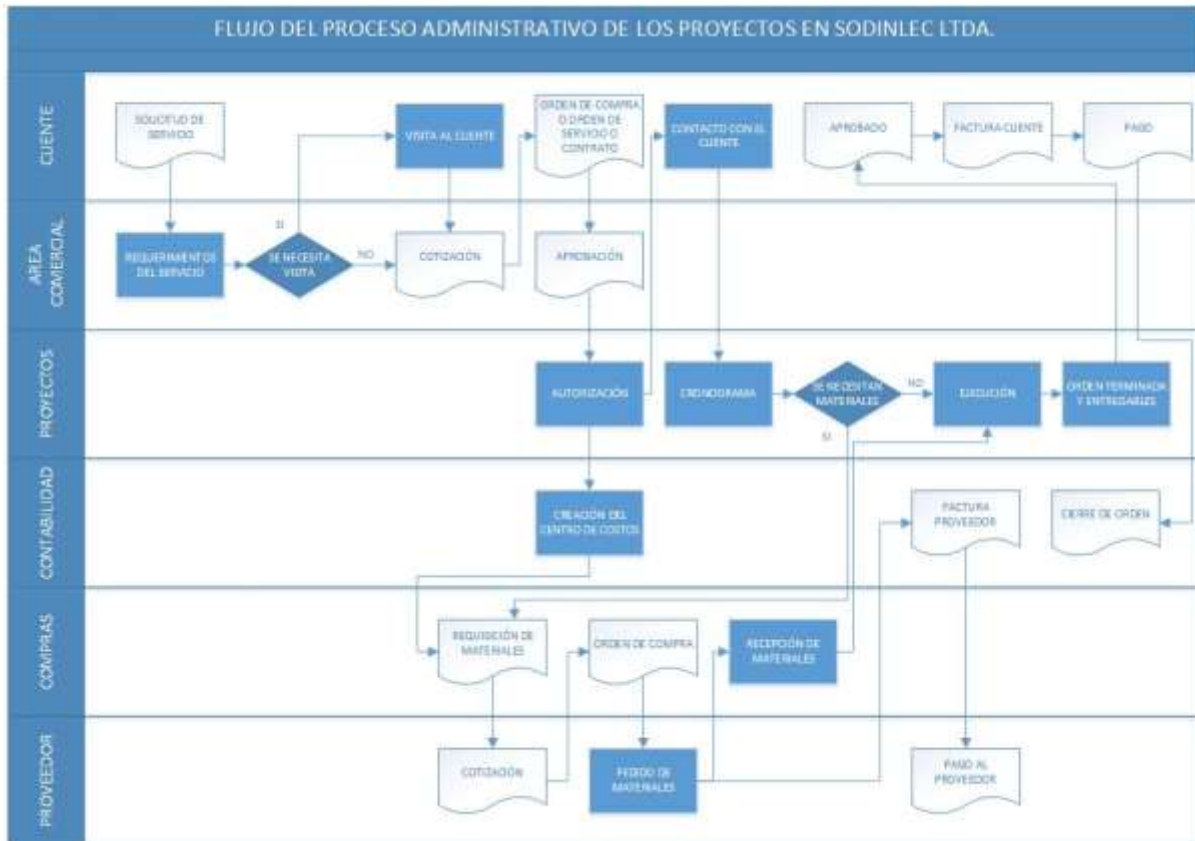 FLUJO DEL PROCESO ADMINISTRATIVO DE LOS PROYECTOS EN SODINLEC LTDA.
CLIENTE
SOLICITUD DE
SERVICIO
VISITA AL CLIENTE
ORDEN DE COMPRA
O ORDEN DE
SERVICIO O
CONTRATO
CONTACTO CON EL
CLIENTE
APROBADO
FACTURA CLIENTE
PAGO
AREA
COMERCIAL
REQUERIMIENTOS
DEL SERVICIO
SI
SE NECESITA
VISITA
NO
COTIZACIÓN
APROBACIÓN
PROYECTOS
AUTORIZACIÓN
CRONOGRAMA
SE NECESITAN
MATERIALES
NO
SI
EJECUCIÓN
ORDEN TERMINADA
Y ENTREGABLES
CONTABILIDAD
CREACIÓN DEL
CENTRO DE COSTOS
FACTURA
PROVEEDOR
CIERRE DE ORDEN
COMPRAS
REQUISICIÓN DE
MATERIALES
ORDEN DE COMPRA
RECEPCIÓN DE
MATERIALES
PROVEEDOR
COTIZACIÓN
PEDIDO DE
MATERIALES
PAGO AL
PROVEEDOR